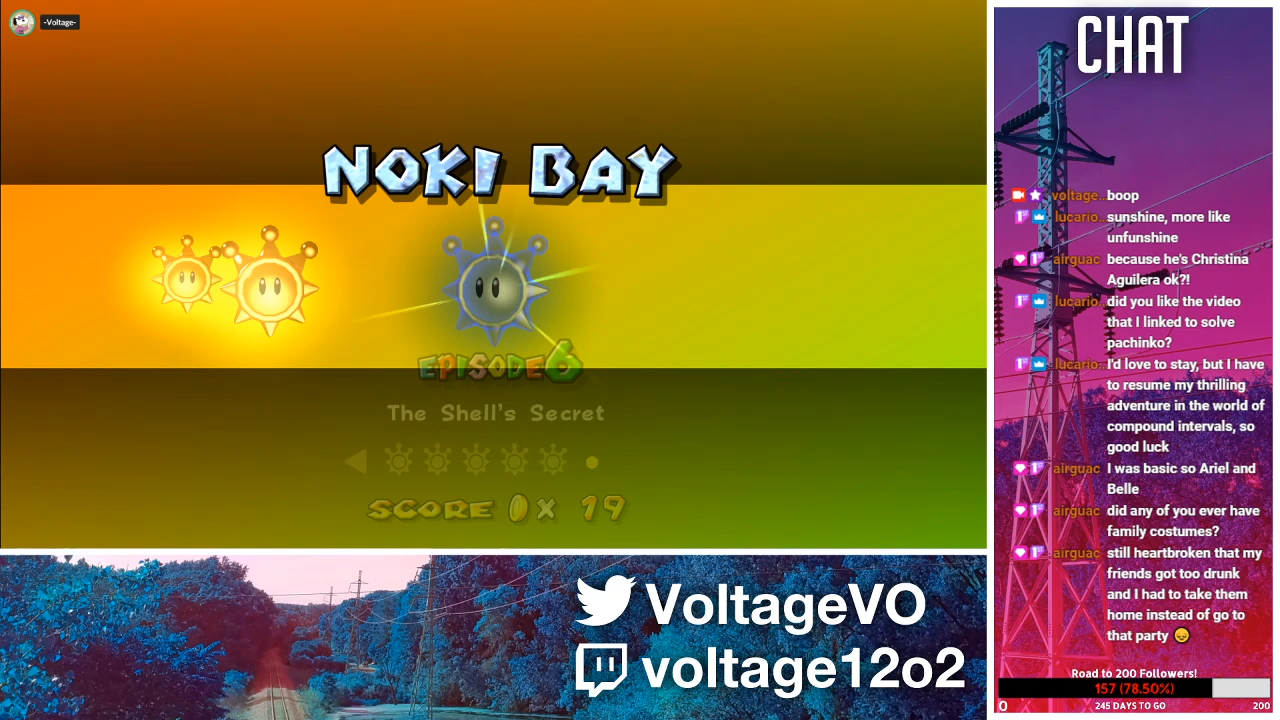 -Voltage-
NOKI BAY
EPISODE 6
The Shell's Secret
SCORE 0 x 19
VoltageVO
voltage12o2
CHAT
voltage.. boop
lucario.. sunshine, more like
unfunshine
airguac because he's Christina
Aguilera ok?!
lucario.. did you like the video
that I linked to solve
pachinko?
lucario.. I'd love to stay, but I have
to resume my thrilling
adventure in the world of
compound intervals, so
good luck
airguac I was basic so Ariel and
Belle
airguac did any of you ever have
family costumes?
airguac still heartbroken that my
friends got too drunk
and I had to take them
home instead of go to
that party 😞
Road to 200 Followers!
157 (78.50%)
0 245 DAYS TO GO 200